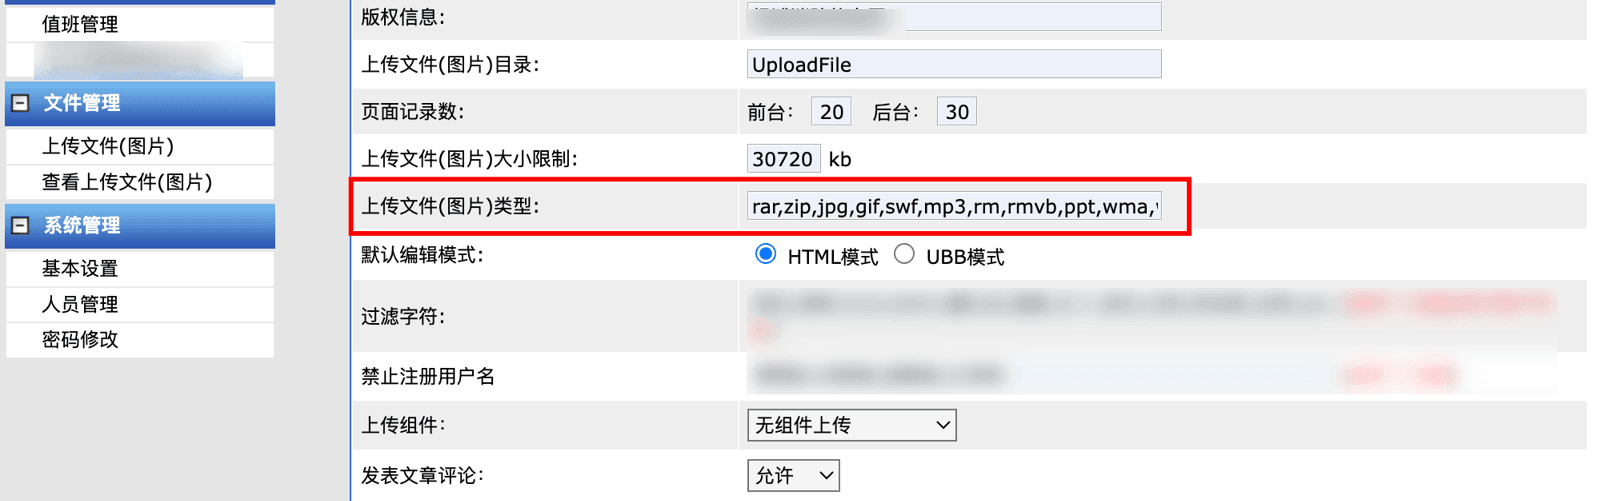 值班管理
文件管理
上传文件(图片)
查看上传文件(图片)
系统管理
基本设置
人员管理
密码修改
版权信息:
上传文件(图片)目录: UploadFile
页面记录数: 前台: 20 后台: 30
上传文件(图片)大小限制: 30720 kb
上传文件(图片)类型: rar,zip,jpg,gif,swf,mp3,rm,rmvb,ppt,wma,
默认编辑模式: HTML模式 UBB模式
过滤字符:
禁止注册用户名
上传组件: 无组件上传
发表文章评论: 允许